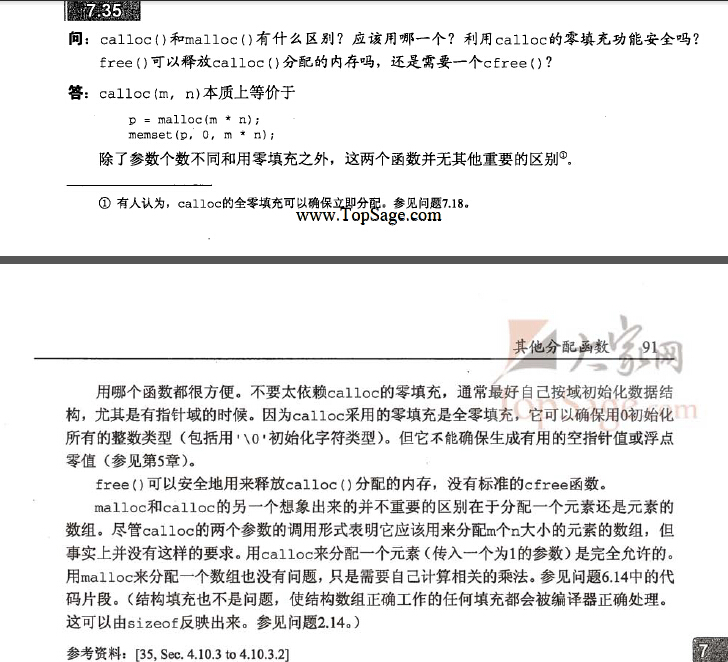 7.35
问：calloc()和malloc()有什么区别？应该用哪一个？利用calloc的零填充功能安全吗？
free()可以释放calloc()分配的内存吗，还是需要一个cfree()？
答：calloc(m, n)本质上等价于
p = malloc(m * n);
memset(p, 0, m * n);
除了参数个数不同和用零填充之外，这两个函数并无其他重要的区别①。
① 有人认为，calloc的全零填充可以确保立即分配。参见问题7.18。
www.TopSage.com
其他分配函数 91
大家网
TopSage.com
用哪个函数都很方便。不要太依赖calloc的零填充，通常最好自己按域初始化数据结
构，尤其是有指针域的时候。因为calloc采用的零填充是全零填充，它可以确保用0初始化
所有的整数类型（包括用'\0'初始化字符类型）。但它不能确保生成有用的空指针值或浮点
零值（参见第5章）。
free()可以安全地用来释放calloc()分配的内存，没有标准的cfree函数。
malloc和calloc的另一个想象出来的并不重要的区别在于分配一个元素还是元素的
数组。尽管calloc的两个参数的调用形式表明它应该用来分配m个n大小的元素的数组，但
事实上并没有这样的要求。用calloc来分配一个元素（传入一个为1的参数）是完全允许的。
用malloc来分配一个数组也没有问题，只是需要自己计算相关的乘法。参见问题6.14中的代
码片段。（结构填充也不是问题，使结构数组正确工作的任何填充都会被编译器正确处理。
这可以由sizeof反映出来。参见问题2.14。）
参考资料：[35, Sec. 4.10.3 to 4.10.3.2]
7